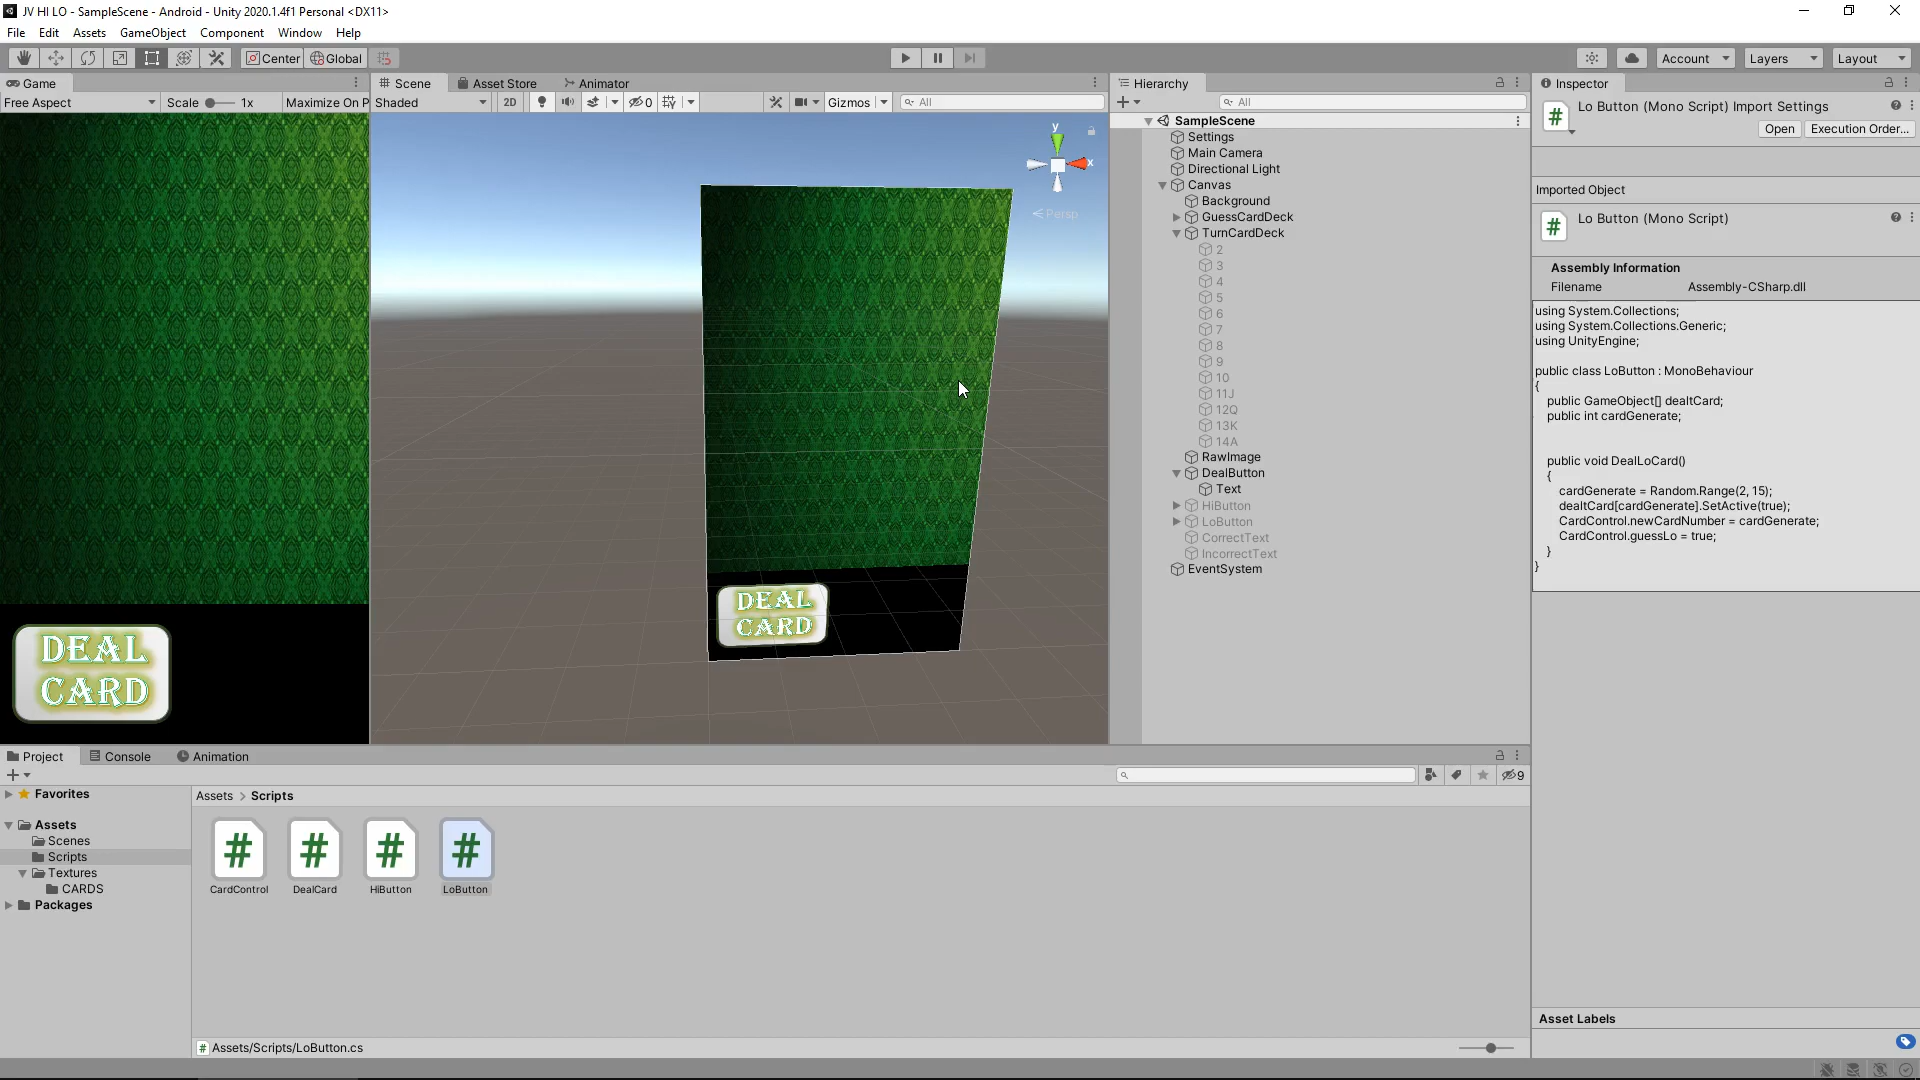 JV HI LO - SampleScene - Android - Unity 2020.1.4f1 Personal <DX11>
File Edit Assets GameObject Component Window Help
Center Global Account Layers Layout
Game Scene Asset Store Animator Hierarchy Inspector
Free Aspect Scale 1x Maximize On P Shaded 2D 0 Gizmos All All
y
x
Persp
DEAL
CARD
DEAL
CARD
SampleScene
Settings
Main Camera
Directional Light
Canvas
Background
GuessCardDeck
TurnCardDeck
2
3
4
5
6
7
8
9
10
11J
12Q
13K
14A
RawImage
DealButton
Text
HiButton
LoButton
CorrectText
IncorrectText
EventSystem
Lo Button (Mono Script) Import Settings
Open Execution Order...
Imported Object
Lo Button (Mono Script)
Assembly Information
Filename Assembly-CSharp.dll
using System.Collections;
using System.Collections.Generic;
using UnityEngine;
public class LoButton : MonoBehaviour
{
public GameObject[] dealtCard;
public int cardGenerate;
public void DealLoCard()
{
cardGenerate = Random.Range(2, 15);
dealtCard[cardGenerate].SetActive(true);
CardControl.newCardNumber = cardGenerate;
CardControl.guessLo = true;
}
}
Asset Labels
Project Console Animation
9
Favorites
Assets
Scenes
Scripts
Textures
CARDS
Packages
Assets > Scripts
CardControl DealCard HiButton LoButton
Assets/Scripts/LoButton.cs